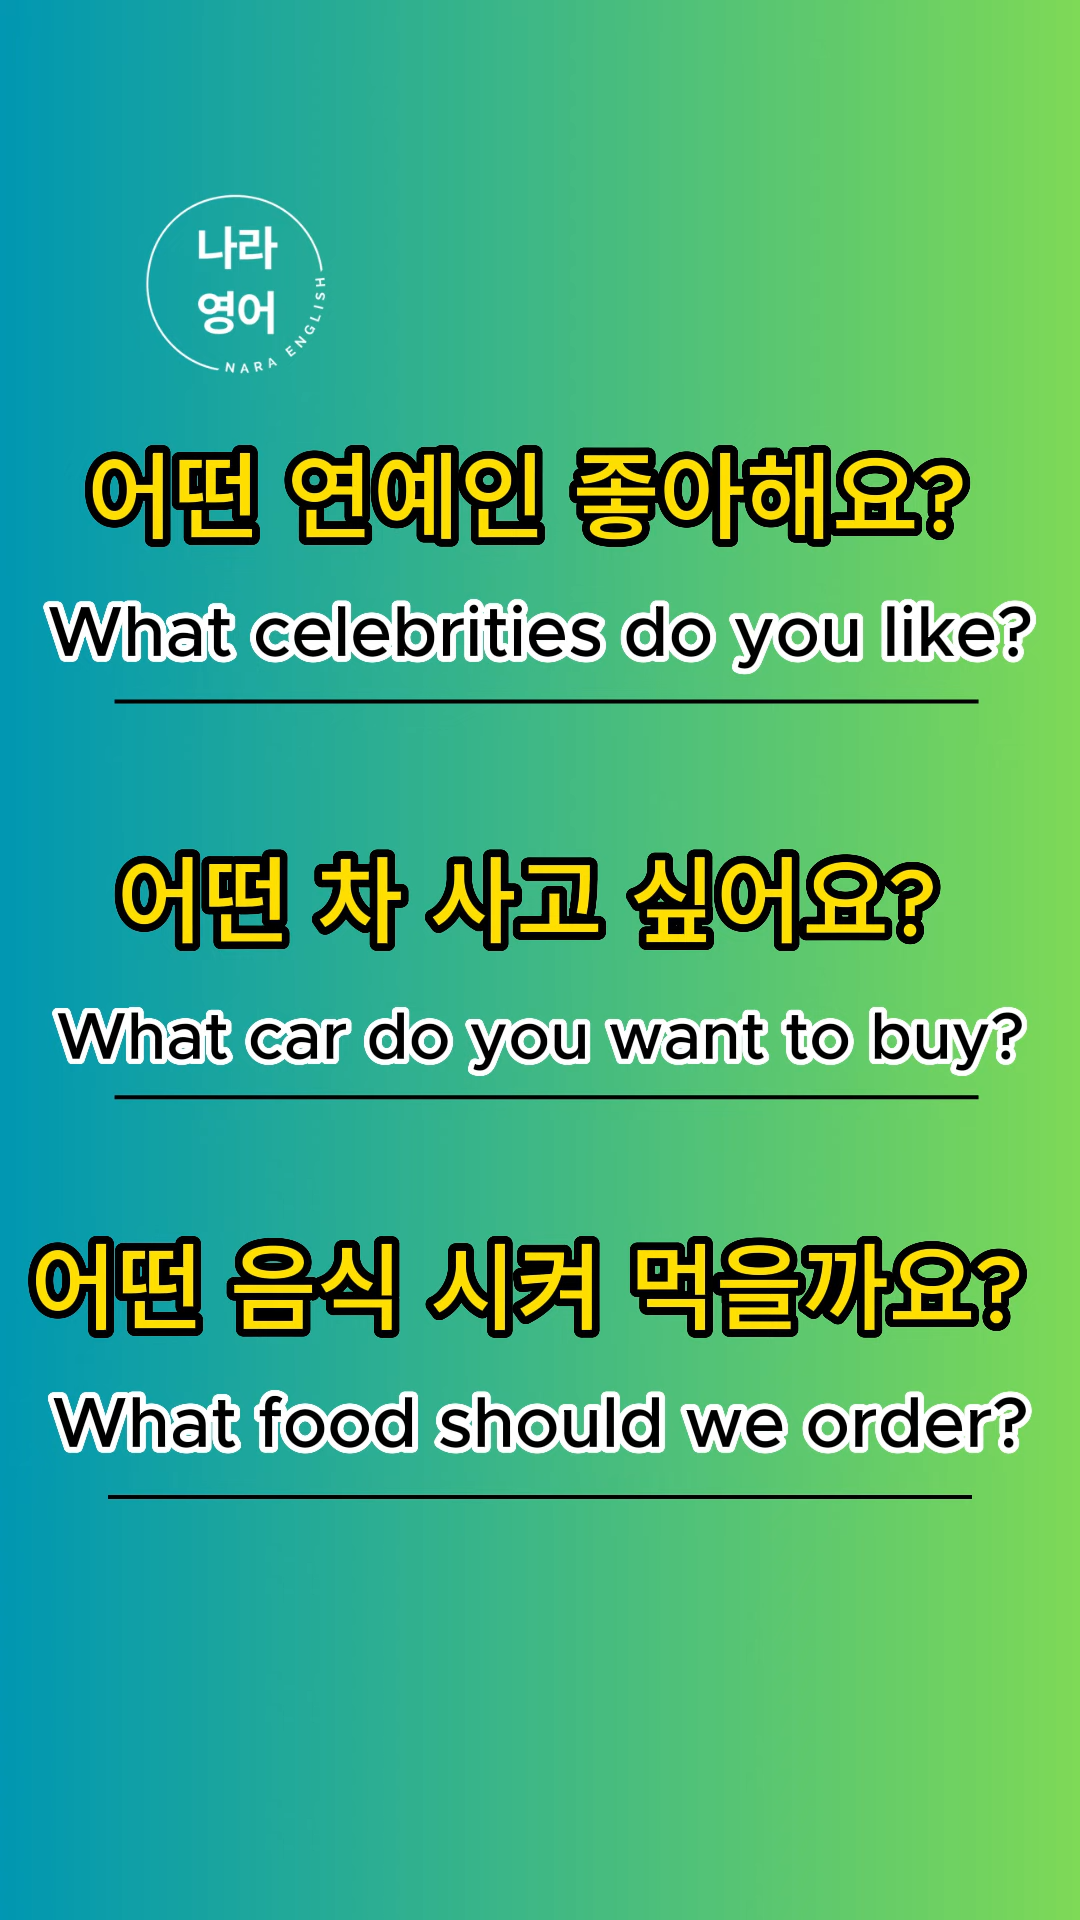 나라
영어
NARA ENGLISH
어떤 연예인 좋아해요?
What celebrities do you like?
어떤 차 사고 싶어요?
What car do you want to buy?
어떤 음식 시켜 먹을까요?
What food should we order?